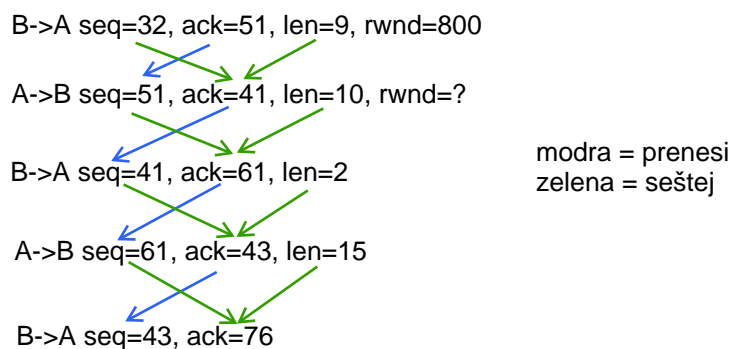 B->A seq=32, ack=51, len=9, rwnd=800
A->B seq=51, ack=41, len=10, rwnd=?
B->A seq=41, ack=61, len=2
modra = prenesi
zelena = seštej
A->B seq=61, ack=43, len=15
B->A seq=43, ack=76